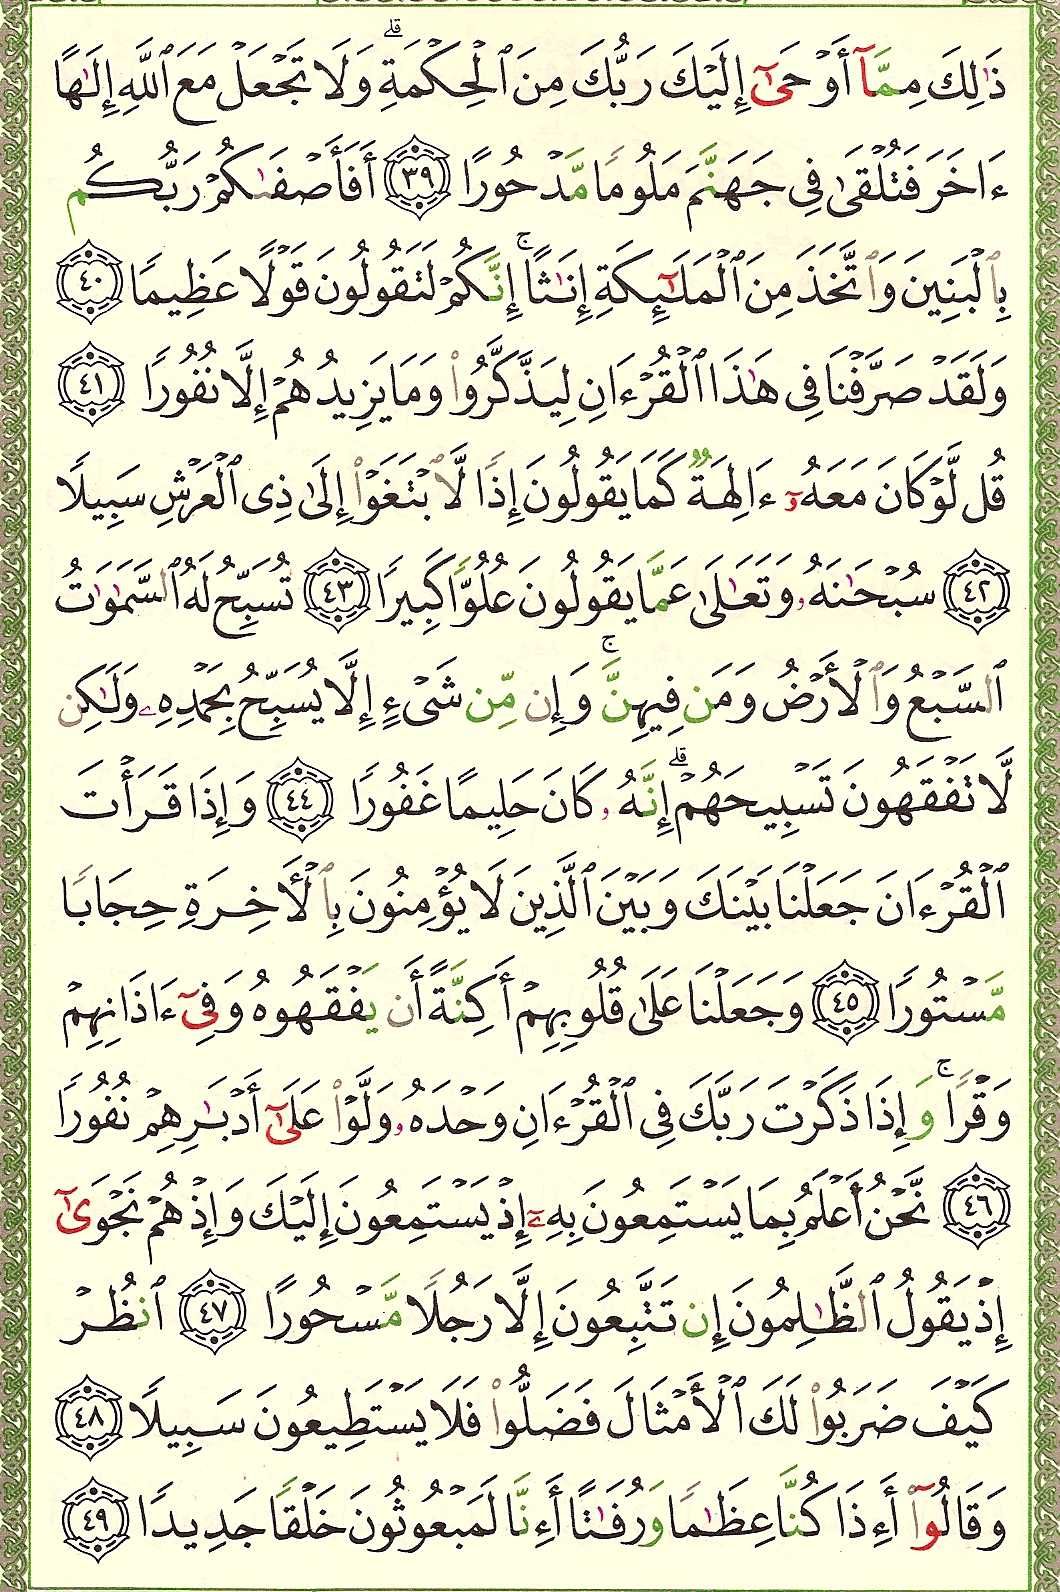 ذَٰلِكَ مِمَّآ أَوْحَىٰٓ إِلَيْكَ رَبُّكَ مِنَ ٱلْحِكْمَةِ ۗ وَلَا تَجْعَلْ مَعَ ٱللَّهِ إِلَـٰهًا
ءَاخَرَ فَتُلْقَىٰ فِى جَهَنَّمَ مَلُومًا مَّدْحُورًا ٣٩ أَفَأَصْفَىٰكُمْ رَبُّكُم
بِٱلْبَنِينَ وَٱتَّخَذَ مِنَ ٱلْمَلَـٰٓئِكَةِ إِنَـٰثًا ۚ إِنَّكُمْ لَتَقُولُونَ قَوْلًا عَظِيمًا ٤٠
وَلَقَدْ صَرَّفْنَا فِى هَـٰذَا ٱلْقُرْءَانِ لِيَذَّكَّرُوا۟ وَمَا يَزِيدُهُمْ إِلَّا نُفُورًا ٤١
قُل لَّوْ كَانَ مَعَهُۥٓ ءَالِهَةٌ كَمَا يَقُولُونَ إِذًا لَّٱبْتَغَوْا۟ إِلَىٰ ذِى ٱلْعَرْشِ سَبِيلًا
٤٢ سُبْحَـٰنَهُۥ وَتَعَـٰلَىٰ عَمَّا يَقُولُونَ عُلُوًّا كَبِيرًا ٤٣ تُسَبِّحُ لَهُ ٱلسَّمَـٰوَٰتُ
ٱلسَّبْعُ وَٱلْأَرْضُ وَمَن فِيهِنَّ ۚ وَإِن مِّن شَىْءٍ إِلَّا يُسَبِّحُ بِحَمْدِهِۦ وَلَـٰكِن
لَّا تَفْقَهُونَ تَسْبِيحَهُمْ ۗ إِنَّهُۥ كَانَ حَلِيمًا غَفُورًا ٤٤ وَإِذَا قَرَأْتَ
ٱلْقُرْءَانَ جَعَلْنَا بَيْنَكَ وَبَيْنَ ٱلَّذِينَ لَا يُؤْمِنُونَ بِٱلْـَٔاخِرَةِ حِجَابًا
مَّسْتُورًا ٤٥ وَجَعَلْنَا عَلَىٰ قُلُوبِهِمْ أَكِنَّةً أَن يَفْقَهُوهُ وَفِىٓ ءَاذَانِهِمْ
وَقْرًا ۚ وَإِذَا ذَكَرْتَ رَبَّكَ فِى ٱلْقُرْءَانِ وَحْدَهُۥ وَلَّوْا۟ عَلَىٰٓ أَدْبَـٰرِهِمْ نُفُورًا
٤٦ نَّحْنُ أَعْلَمُ بِمَا يَسْتَمِعُونَ بِهِۦٓ إِذْ يَسْتَمِعُونَ إِلَيْكَ وَإِذْ هُمْ نَجْوَىٰٓ
إِذْ يَقُولُ ٱلظَّـٰلِمُونَ إِن تَتَّبِعُونَ إِلَّا رَجُلًا مَّسْحُورًا ٤٧ ٱنظُرْ
كَيْفَ ضَرَبُوا۟ لَكَ ٱلْأَمْثَالَ فَضَلُّوا۟ فَلَا يَسْتَطِيعُونَ سَبِيلًا ٤٨
وَقَالُوٓا۟ أَءِذَا كُنَّا عِظَـٰمًا وَرُفَـٰتًا أَءِنَّا لَمَبْعُوثُونَ خَلْقًا جَدِيدًا ٤٩